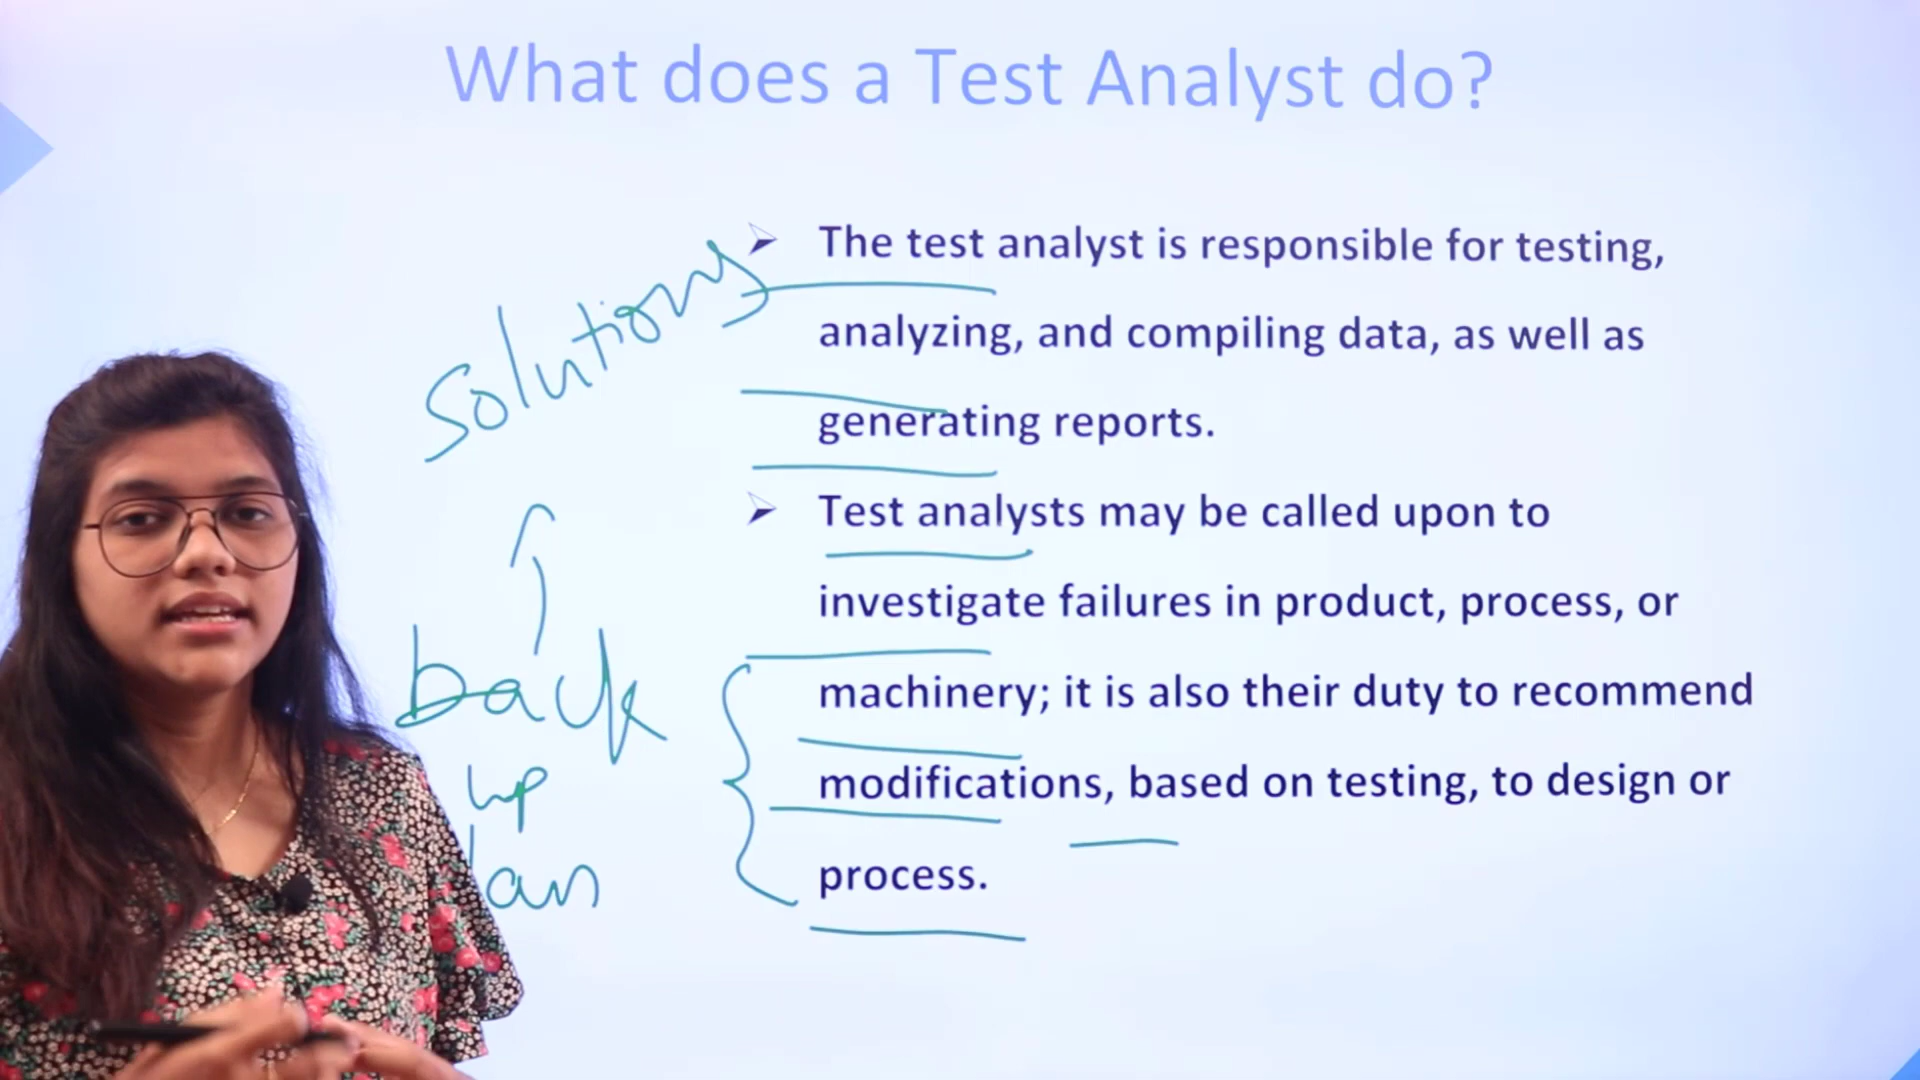 What does a Test Analyst do?
The test analyst is responsible for testing,
analyzing, and compiling data, as well as
generating reports.
Test analysts may be called upon to
investigate failures in product, process, or
machinery; it is also their duty to recommend
modifications, based on testing, to design or
process.
solutions
back
up
lan